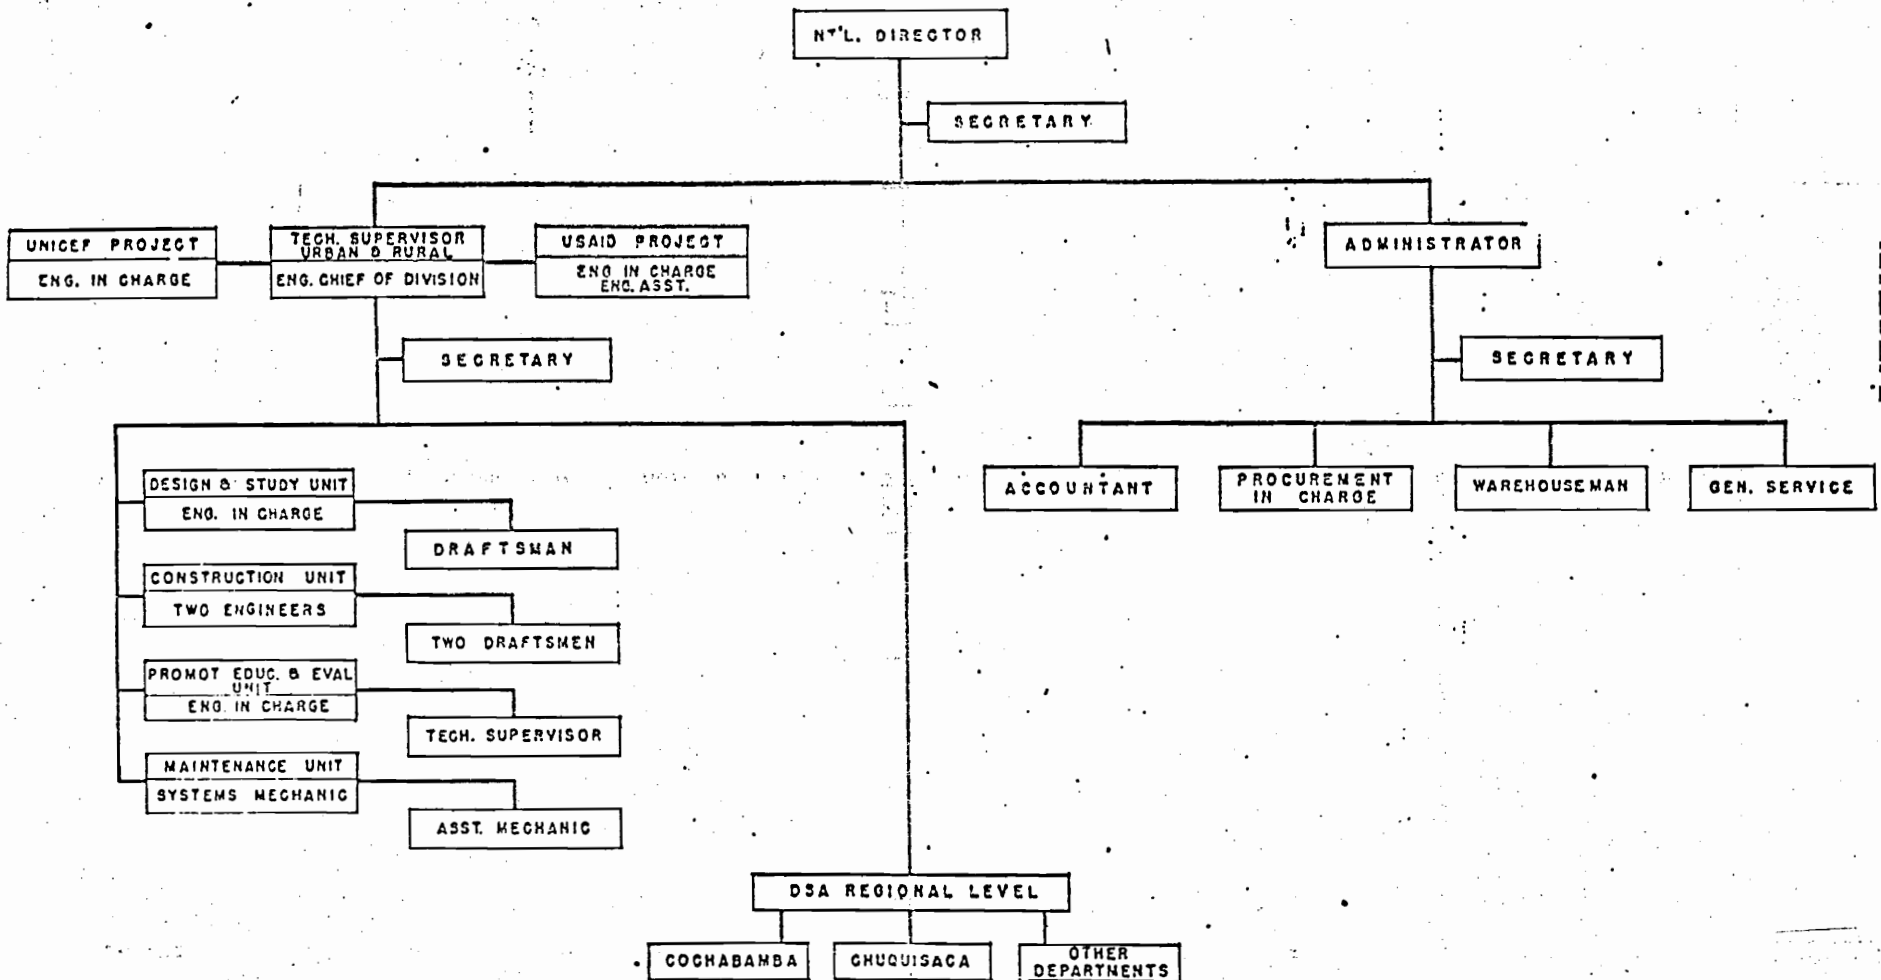 NT'L. DIRECTOR
SECRETARY
UNICEF PROJECT
ENG. IN CHARGE
TECH. SUPERVISOR
URBAN & RURAL
ENG. CHIEF OF DIVISION
USAID PROJECT
ENG IN CHARGE
ENG. ASST.
ADMINISTRATOR
SECRETARY
SECRETARY
DESIGN & STUDY UNIT
ENG. IN CHARGE
DRAFTSMAN
CONSTRUCTION UNIT
TWO ENGINEERS
TWO DRAFTSMEN
PROMOT EDUC. & EVAL
UNIT
ENG. IN CHARGE
TECH. SUPERVISOR
MAINTENANCE UNIT
SYSTEMS MECHANIC
ASST. MECHANIC
ACCOUNTANT
PROCUREMENT
IN CHARGE
WAREHOUSEMAN
GEN. SERVICE
DSA REGIONAL LEVEL
COCHABAMBA
CHUQUISACA
OTHER
DEPARTMENTS